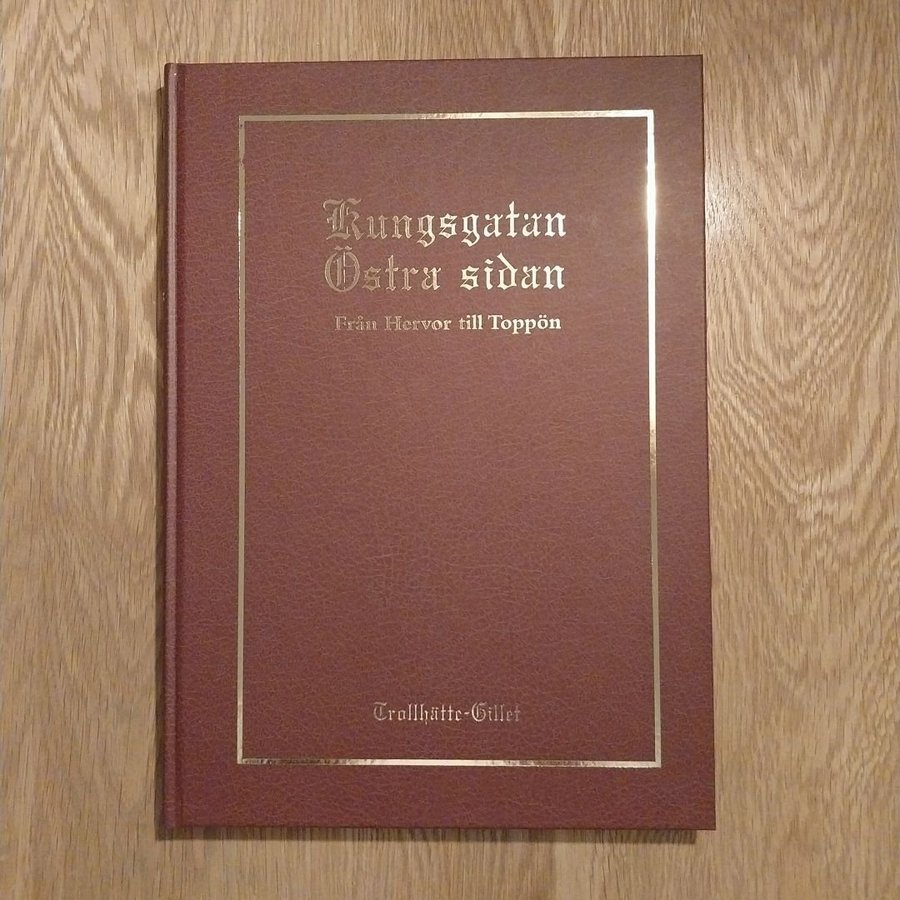 Kungsgatan
Östra sidan
Från Hervor till Toppön
Trollhätte-Gillet